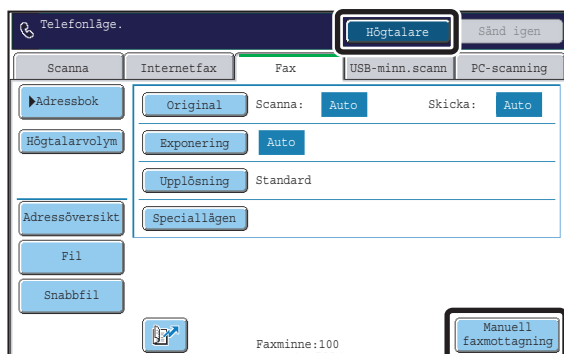 Telefonläge.
Högtalare
Sänd igen
Scanna
Internetfax
Fax
USB-minn.scann
PC-scanning
Adressbok
Original
Scanna:
Auto
Skicka:
Auto
Högtalarvolym
Exponering
Auto
Upplösning
Standard
Adressöversikt
Speciallägen
Fil
Snabbfil
Manuell
faxmottagning
Faxminne:100